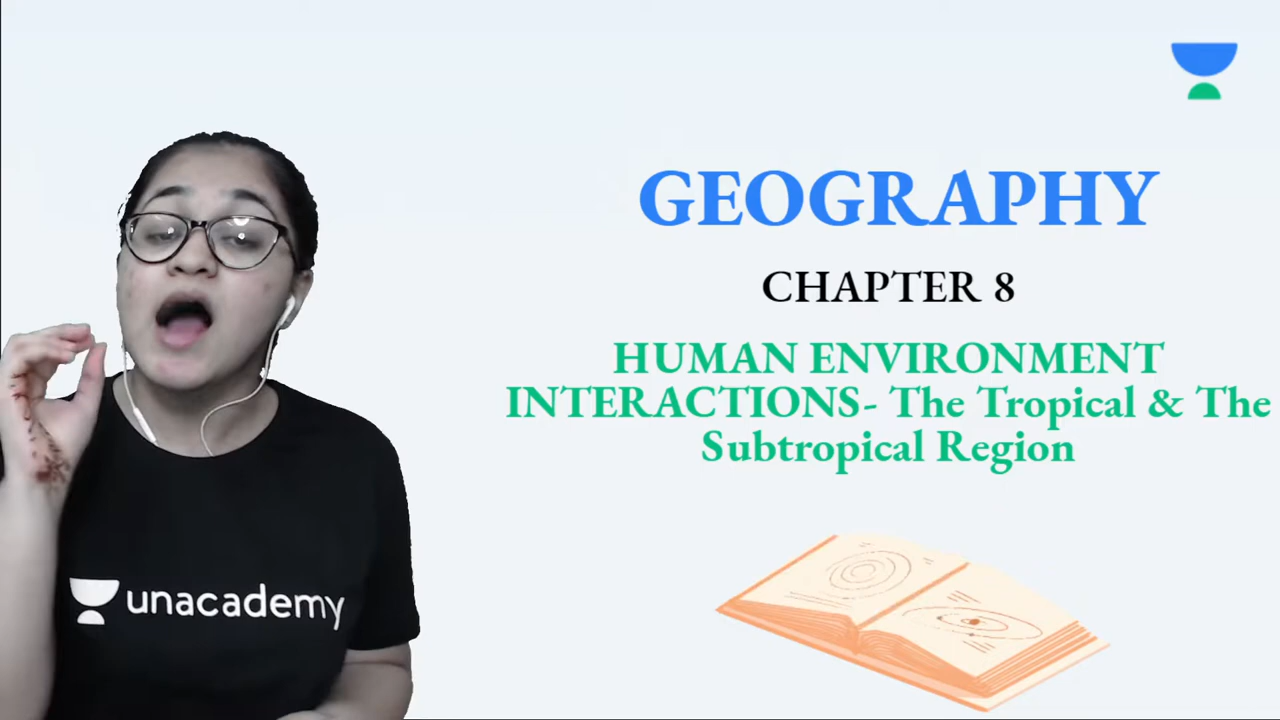 GEOGRAPHY
CHAPTER 8
HUMAN ENVIRONMENT
INTERACTIONS- The Tropical & The
Subtropical Region
unacademy